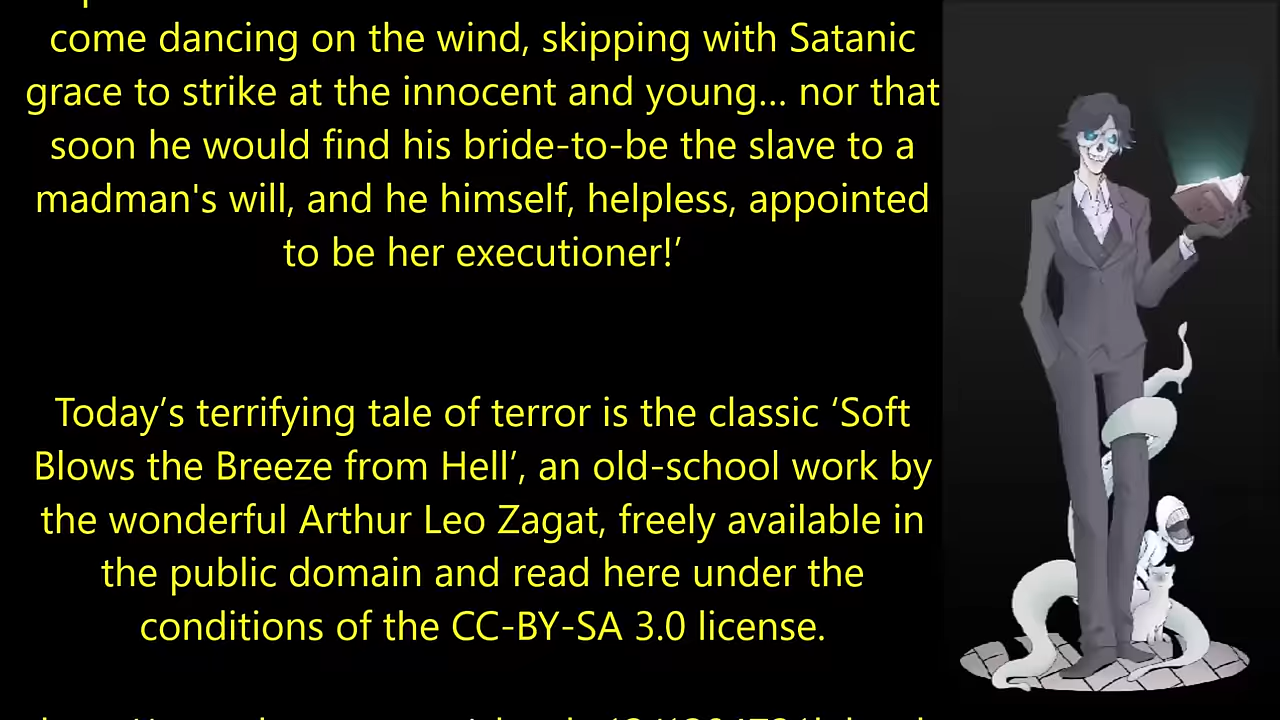 come dancing on the wind, skipping with Satanic
grace to strike at the innocent and young… nor that
soon he would find his bride-to-be the slave to a
madman's will, and he himself, helpless, appointed
to be her executioner!’
Today’s terrifying tale of terror is the classic ‘Soft
Blows the Breeze from Hell’, an old-school work by
the wonderful Arthur Leo Zagat, freely available in
the public domain and read here under the
conditions of the CC-BY-SA 3.0 license.